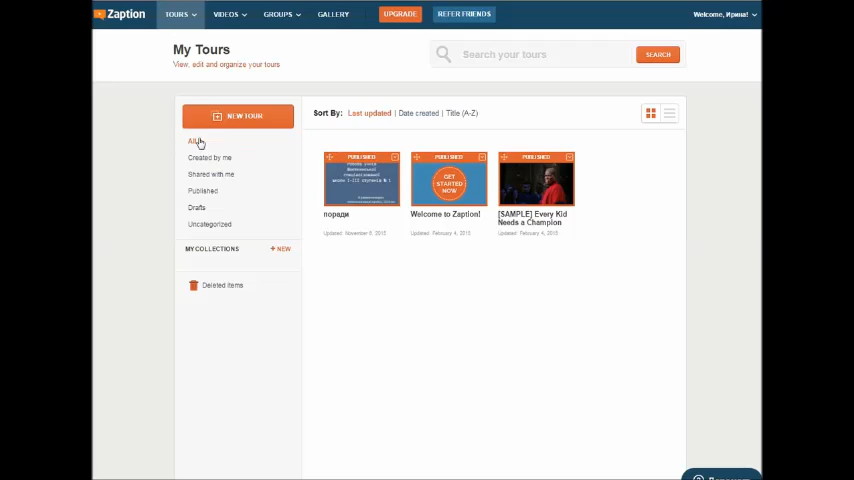 Zaption TOURS VIDEOS GROUPS GALLERY UPGRADE REFER FRIENDS Welcome, Ирина!
My Tours
View, edit and organize your tours
Search your tours
SEARCH
NEW TOUR
All
Created by me
Shared with me
Published
Drafts
Uncategorized
MY COLLECTIONS + NEW
Deleted items
Sort By: Last updated | Date created | Title (A-Z)
PUBLISHED
поради
Updated November 8, 2015
PUBLISHED
GET
STARTED
NOW
Welcome to Zaption!
Updated February 4, 2015
PUBLISHED
[SAMPLE] Every Kid
Needs a Champion
Updated February 4, 2015